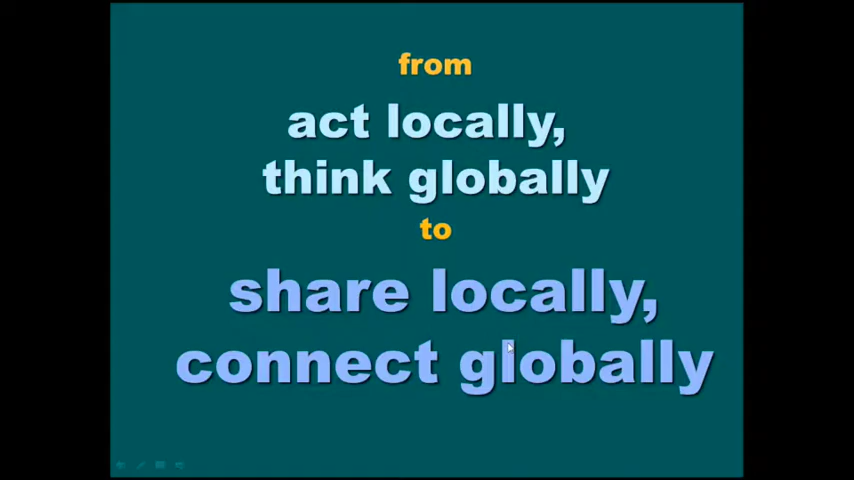 from
act locally,
think globally
to
share locally,
connect globally